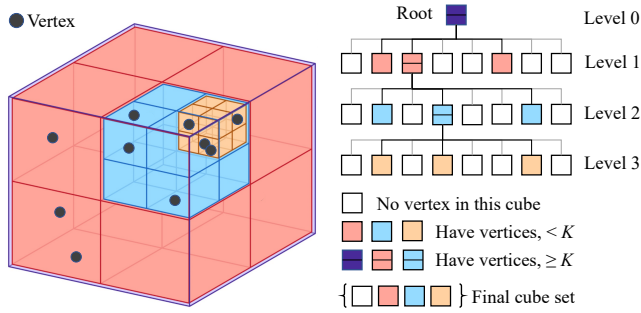 Vertex
Root
Level 0
Level 1
Level 2
Level 3
No vertex in this cube
Have vertices, < K
Have vertices, ≥ K
{ } Final cube set